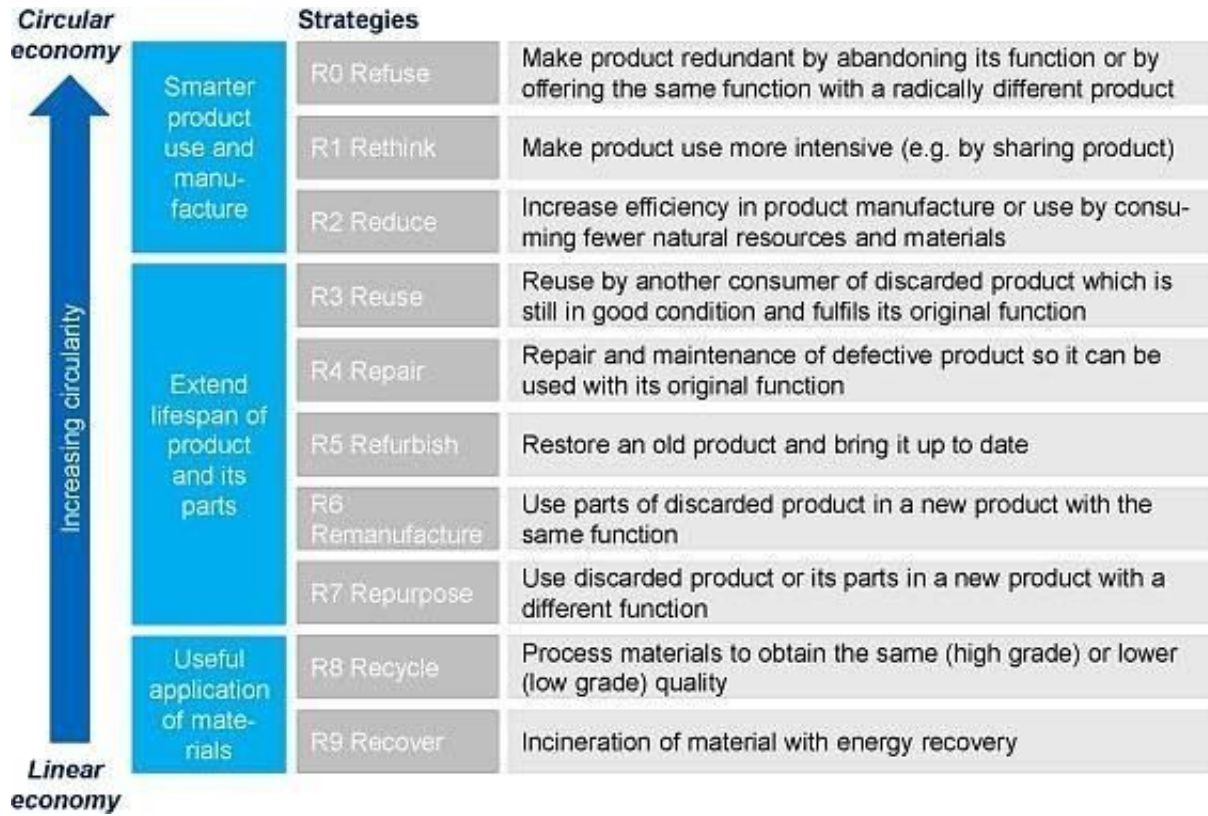 Circular
economy
Strategies
Increasing circularity
Linear
economy
Smarter
product
use and
manu-
facture
R0 Refuse
Make product redundant by abandoning its function or by
offering the same function with a radically different product
R1 Rethink
Make product use more intensive (e.g. by sharing product)
R2 Reduce
Increase efficiency in product manufacture or use by consu-
ming fewer natural resources and materials
Extend
lifespan of
product
and its
parts
R3 Reuse
Reuse by another consumer of discarded product which is
still in good condition and fulfils its original function
R4 Repair
Repair and maintenance of defective product so it can be
used with its original function
R5 Refurbish
Restore an old product and bring it up to date
R6
Remanufacture
Use parts of discarded product in a new product with the
same function
R7 Repurpose
Use discarded product or its parts in a new product with a
different function
Useful
application
of mate-
rials
R8 Recycle
Process materials to obtain the same (high grade) or lower
(low grade) quality
R9 Recover
Incineration of material with energy recovery